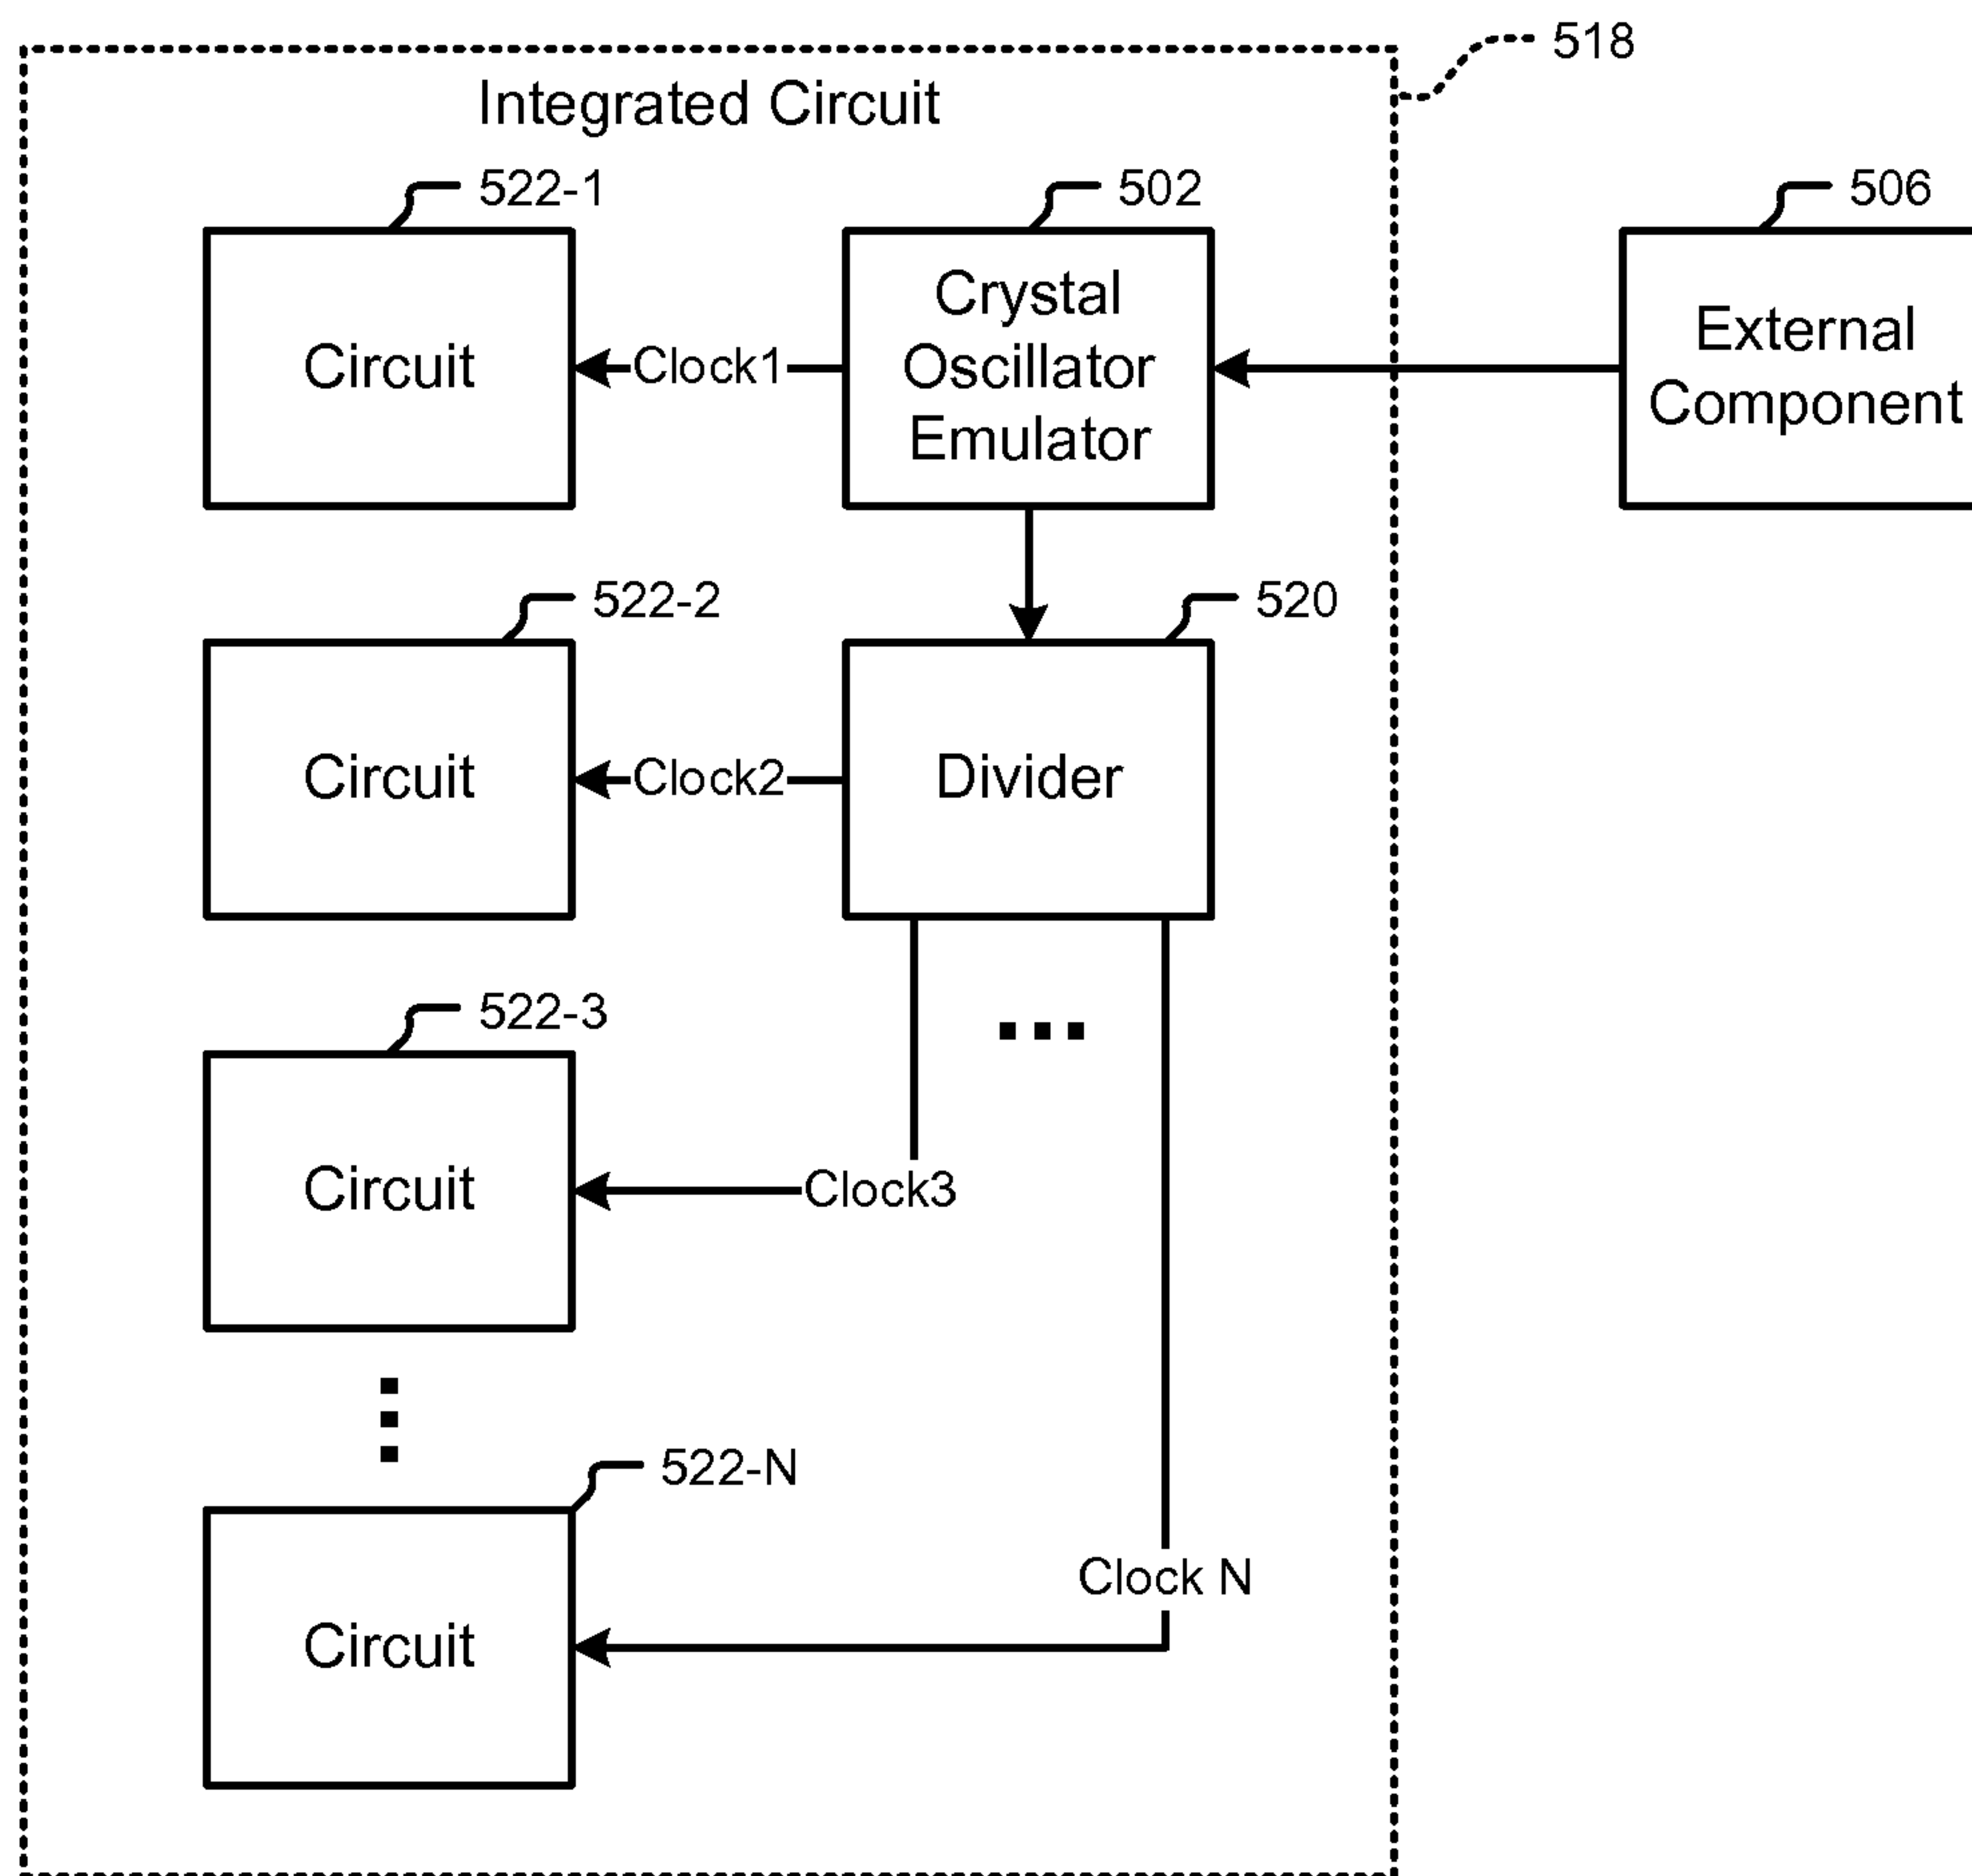 518
Integrated Circuit
522-1
502
506
Circuit
Clock1
Crystal
Oscillator
Emulator
External
Component
522-2
520
Circuit
Clock2
Divider
522-3
Circuit
Clock3
522-N
Clock N
Circuit